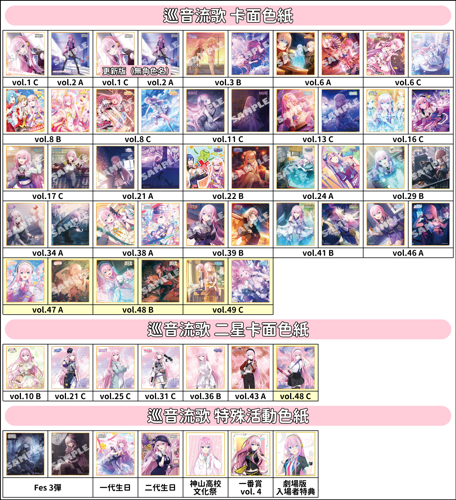 巡音流歌 卡面色紙
更新版（無角色名）
vol.1 C vol.2 A vol.1 C vol.2 A vol.3 B vol.6 A vol.6 C
vol.8 B vol.8 C vol.11 C vol.13 C vol.16 C
vol.17 C vol.21 A vol.22 B vol.24 A vol.29 B
vol.34 A vol.38 A vol.39 B vol.41 B vol.46 A
vol.47 A vol.48 B vol.49 C
巡音流歌 二星卡面色紙
vol.10 B vol.21 C vol.25 C vol.31 C vol.36 B vol.43 A vol.48 C
巡音流歌 特殊活動色紙
Fes 3彈 一代生日 二代生日 神山高校 一番賞 劇場版
文化祭 vol. 4 入場者特典